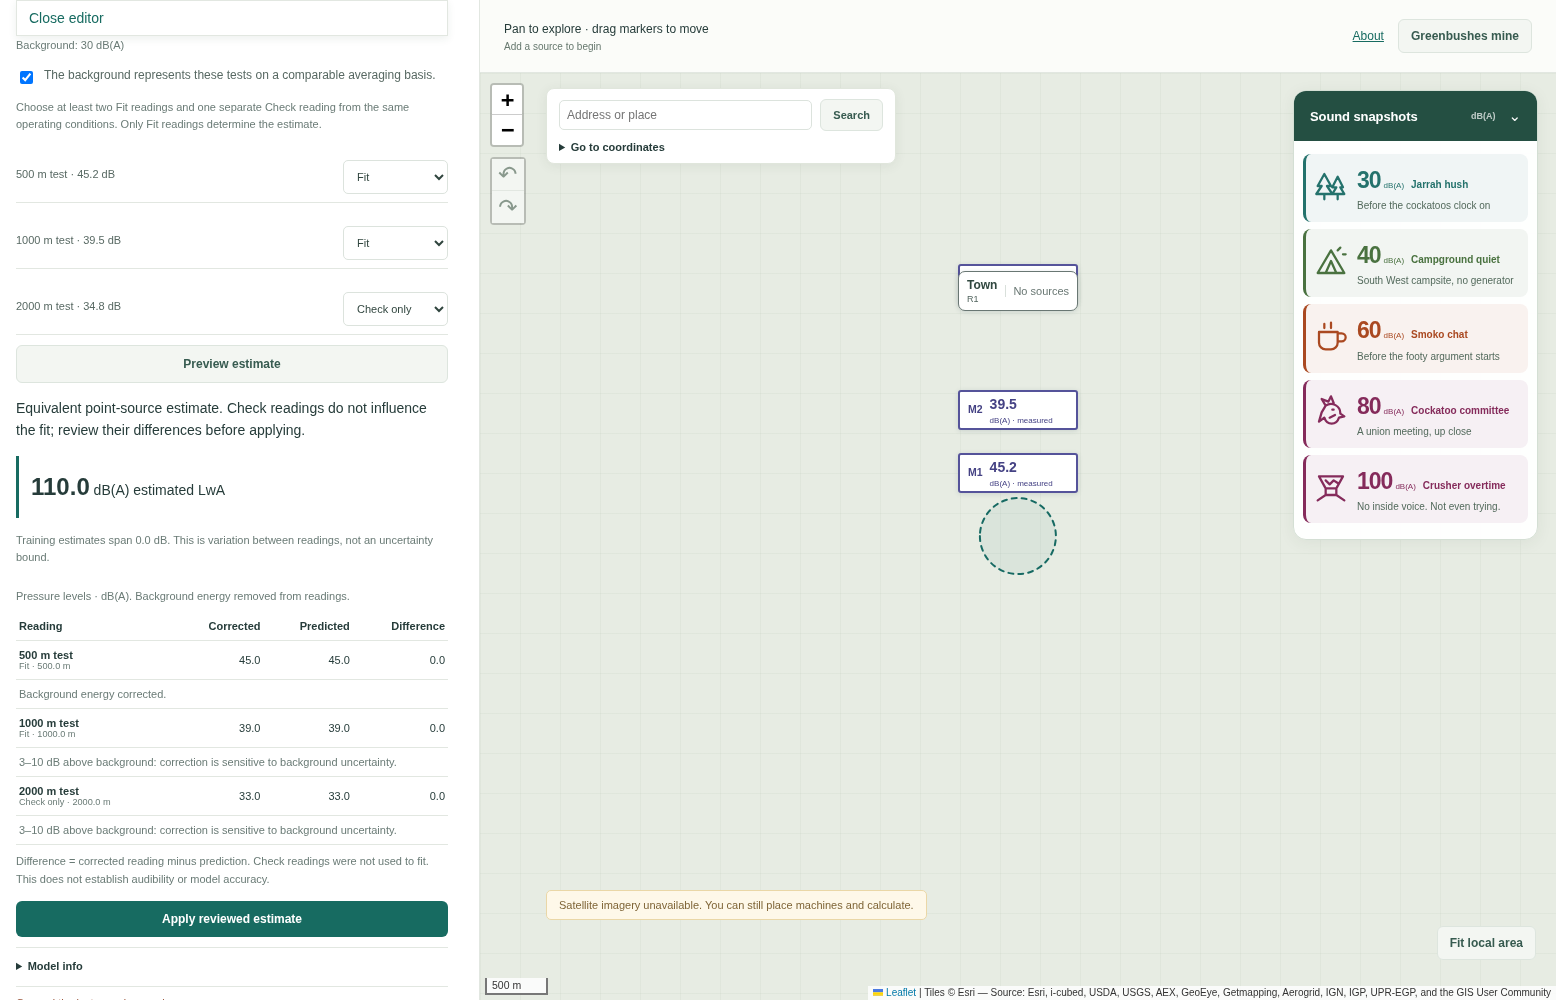 Close editor
Background: 30 dB(A)
The background represents these tests on a comparable averaging basis.
Choose at least two Fit readings and one separate Check reading from the same
operating conditions. Only Fit readings determine the estimate.
500 m test · 45.2 dB
Fit
1000 m test · 39.5 dB
Fit
2000 m test · 34.8 dB
Check only
Preview estimate
Equivalent point-source estimate. Check readings do not influence
the fit; review their differences before applying.
110.0 dB(A) estimated LwA
Training estimates span 0.0 dB. This is variation between readings, not an uncertainty
bound.
Pressure levels · dB(A). Background energy removed from readings.
Reading Corrected Predicted Difference
500 m test
Fit · 500.0 m
45.0 45.0 0.0
Background energy corrected.
1000 m test
Fit · 1000.0 m
39.0 39.0 0.0
3–10 dB above background: correction is sensitive to background uncertainty.
2000 m test
Check only · 2000.0 m
33.0 33.0 0.0
3–10 dB above background: correction is sensitive to background uncertainty.
Difference = corrected reading minus prediction. Check readings were not used to fit.
This does not establish audibility or model accuracy.
Apply reviewed estimate
Model info
Pan to explore · drag markers to move
Add a source to begin
About
Greenbushes mine
+
−
Address or place
Search
Go to coordinates
Town
R1
No sources
M2 39.5
dB(A) · measured
M1 45.2
dB(A) · measured
Sound snapshots dB(A)
30 dB(A) Jarrah hush
Before the cockatoos clock on
40 dB(A) Campground quiet
South West campsite, no generator
60 dB(A) Smoko chat
Before the footy argument starts
80 dB(A) Cockatoo committee
A union meeting, up close
100 dB(A) Crusher overtime
No inside voice. Not even trying.
Satellite imagery unavailable. You can still place machines and calculate.
Fit local area
500 m
Leaflet | Tiles © Esri — Source: Esri, i-cubed, USDA, USGS, AEX, GeoEye, Getmapping, Aerogrid, IGN, IGP, UPR-EGP, and the GIS User Community